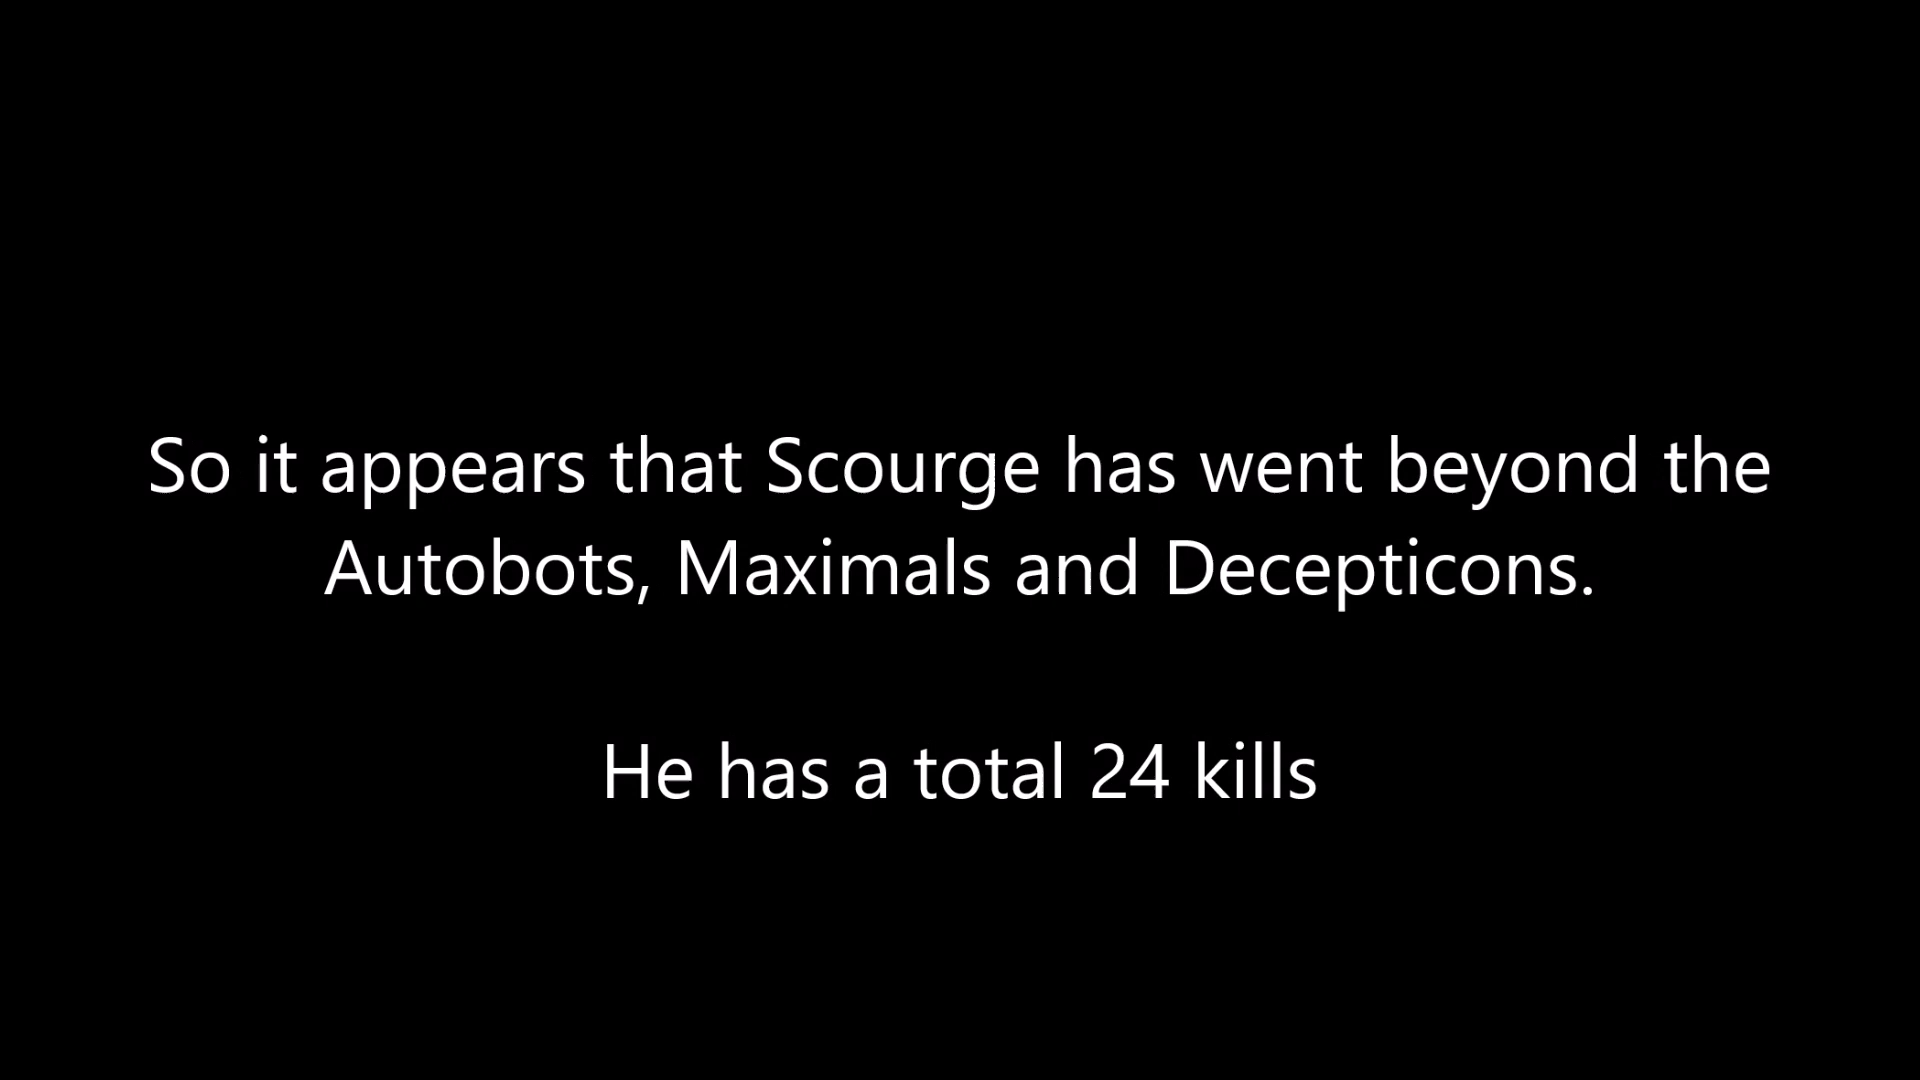 So it appears that Scourge has went beyond the
Autobots, Maximals and Decepticons.
He has a total 24 kills